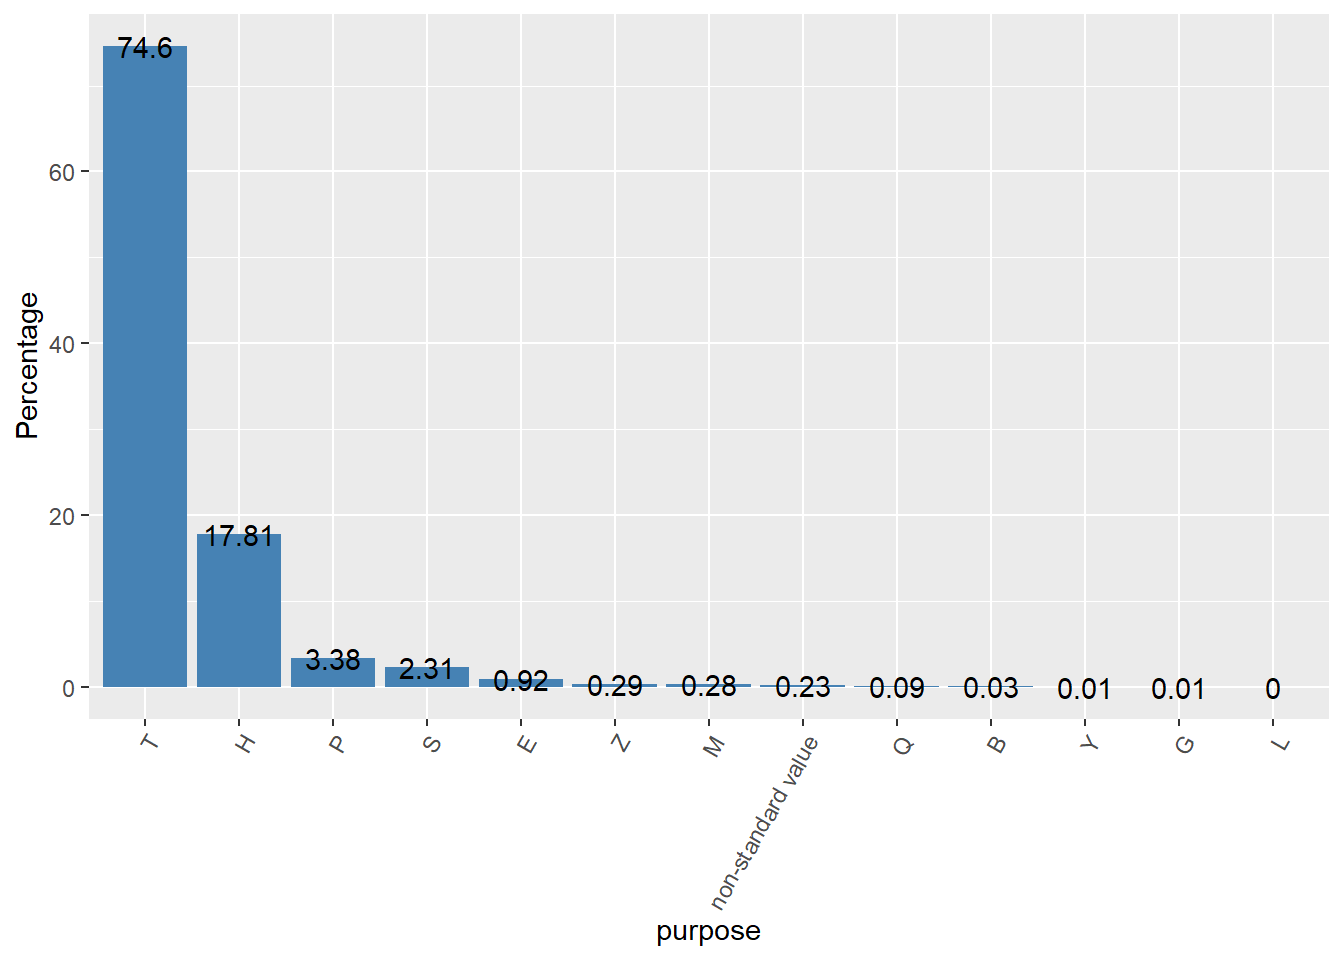 74.6
60
Percentage
40
20
17.81
3.38
2.31
0.92
0.29
0.28
0.23
0.09
0.03
0.01
0.01
0
0
T
H
P
S
E
Z
M
non-standard value
Q
B
Y
G
L
purpose